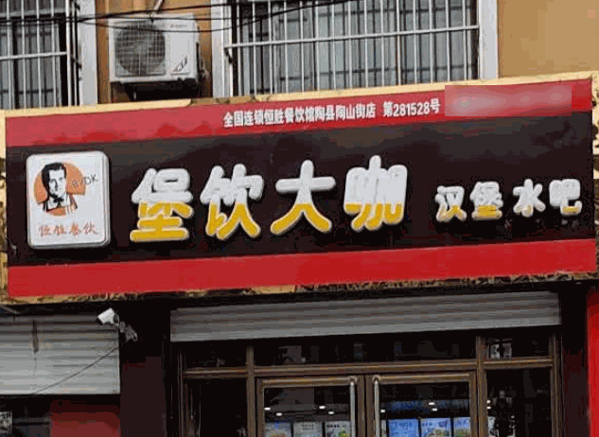 全国连锁恒胜餐饮馆陶县陶山街店 第281528号
BYDK
恒胜餐饮
堡饮大咖 汉堡 水吧